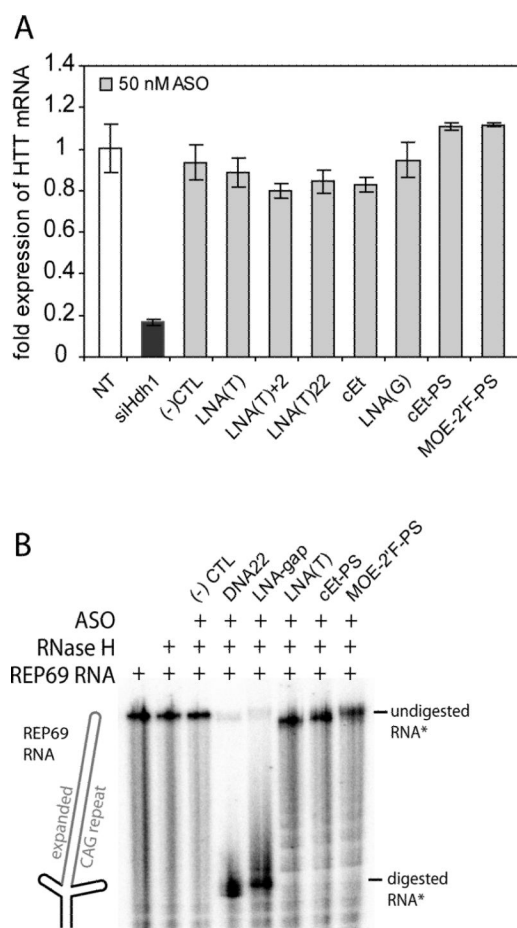 A
fold expression of HTT mRNA
1.4
1.2
1
0.8
0.6
0.4
0.2
0
50 nM ASO
NT
siHdh1
(-)CTL
LNA(T)
LNA(T)+2
LNA(T)22
cEt
LNA(G)
cEt-PS
MOE-2'F-PS
B
(-) CTL
DNA22
LNA-gap
LNA(T)
cEt-PS
MOE-2'F-PS
ASO + + + + + +
RNase H + + + + + + +
REP69 RNA + + + + + + + +
REP69
RNA
expanded
CAG repeat
undigested
RNA*
digested
RNA*